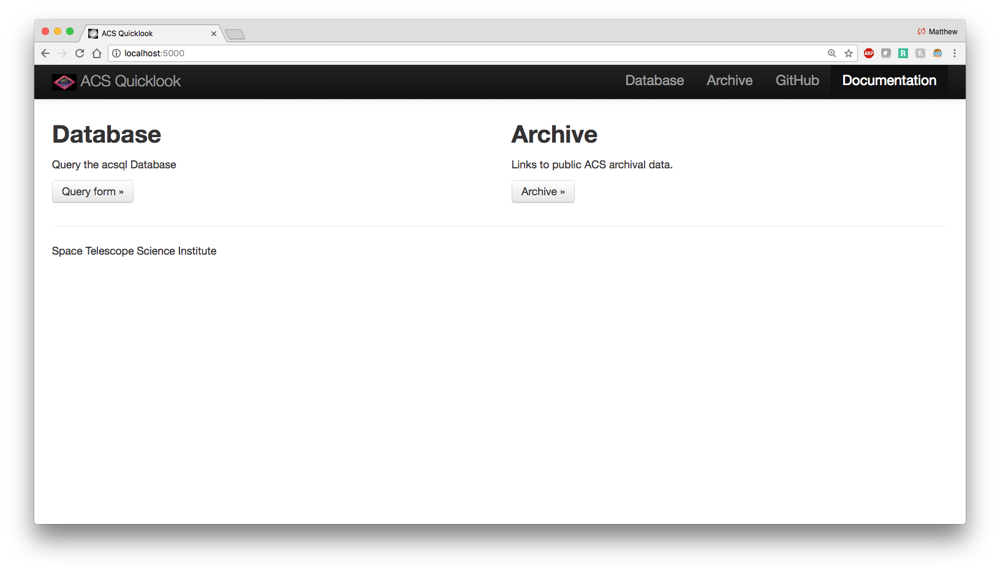 ACS Quicklook
Matthew
localhost:5000
ABP
R
ACS Quicklook
Database
Archive
GitHub
Documentation
Database
Archive
Query the acsql Database
Links to public ACS archival data.
Query form »
Archive »
Space Telescope Science Institute